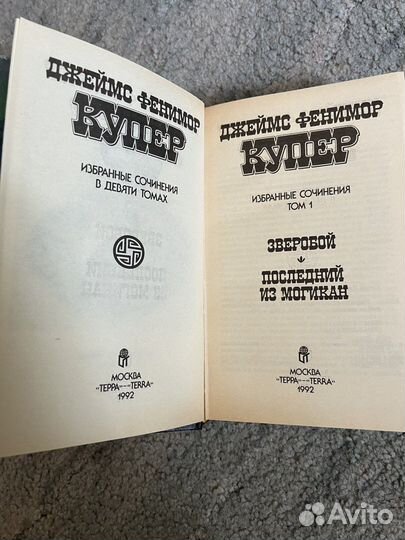 ДЖЕЙМС ФЕНИМОР
КУПЕР
ИЗБРАННЫЕ СОЧИНЕНИЯ
В ДЕВЯТИ ТОМАХ
МОСКВА
«ТЕРРА»—«TERRA»
1992
ДЖЕЙМС ФЕНИМОР
КУПЕР
ИЗБРАННЫЕ СОЧИНЕНИЯ
ТОМ 1
ЗВЕРОБОЙ
ПОСЛЕДНИЙ
ИЗ МОГИКАН
МОСКВА
«ТЕРРА»—«TERRA»
1992
Avito